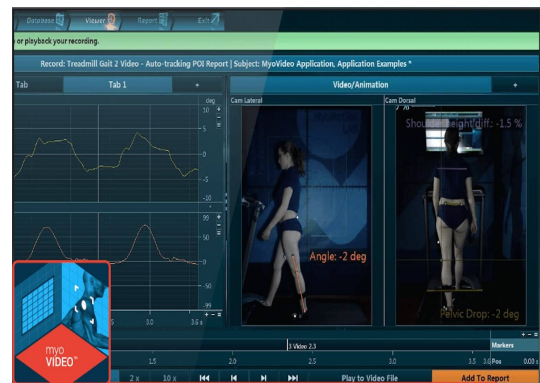 Database
Viewer
Report
Exit
or playback your recording.
Record: Treadmill Gait 2 Video - Auto-tracking POI Report | Subject: MyoVideo Application, Application Examples *
Tab
Tab 1
+
Video/Animation
+
deg
Cam Lateral
Cam Dorsal
10
5
0
-5
-10
99
50
0
-50
-99
3.0
3.6 s
Shoulder height diff.: -1.5 %
Angle: -2 deg
Pelvic Drop: -2 deg
myo
VIDEO™
3 Video 2.3
Markers
1.5
2.0
2.5
3.0
3.5
Pos
0.00 s
2 x
10 x
Play to Video File
Add To Report